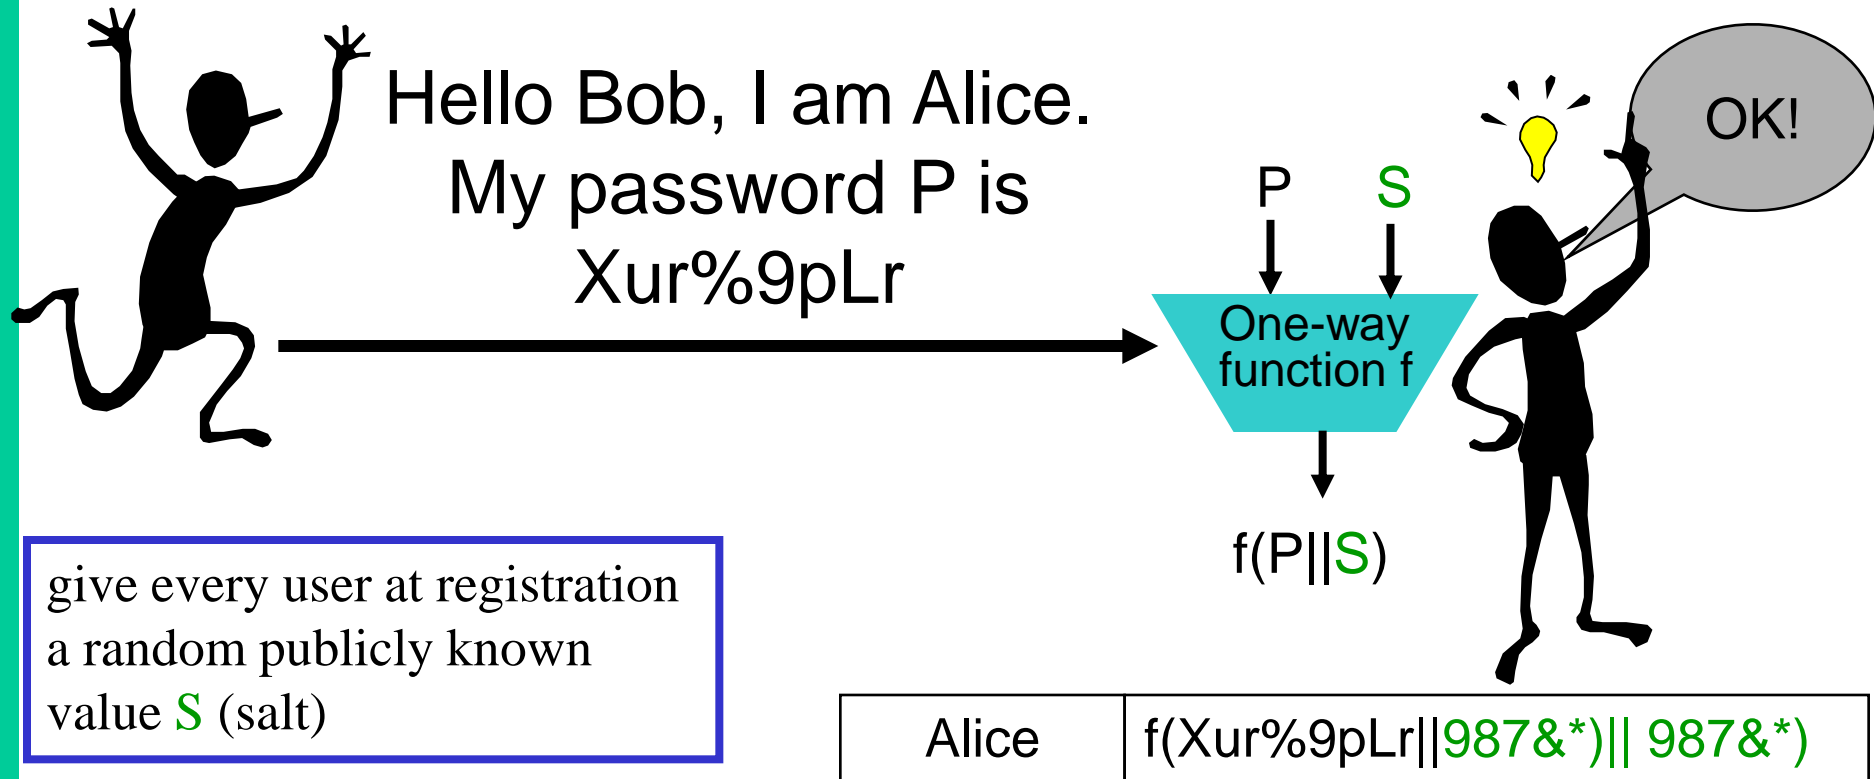 Hello Bob, I am Alice.
My password P is
Xur%9pLr
OK!
P S
One-way
function f
f(P||S)
give every user at registration
a random publicly known
value S (salt)
Alice f(Xur%9pLr||987&*)|| 987&*)